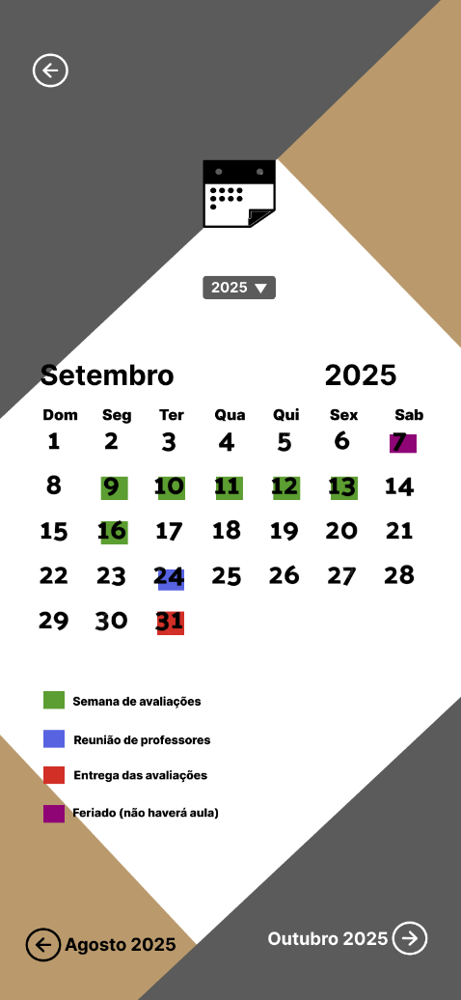 2025 ▼
Setembro 2025
Dom Seg Ter Qua Qui Sex Sab
1 2 3 4 5 6 7
8 9 10 11 12 13 14
15 16 17 18 19 20 21
22 23 24 25 26 27 28
29 30 31
Semana de avaliações
Reunião de professores
Entrega das avaliações
Feriado (não haverá aula)
Agosto 2025 Outubro 2025